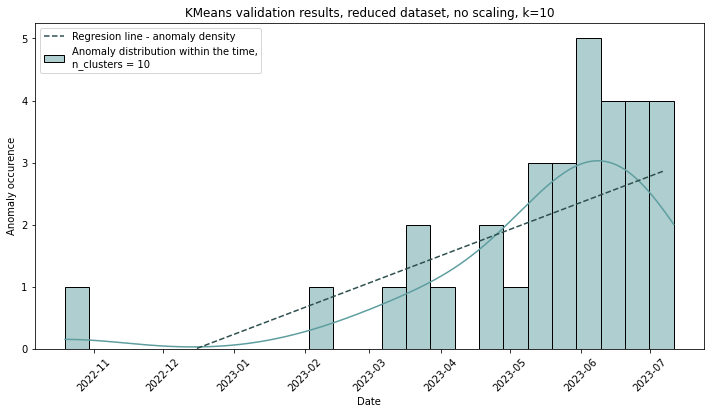 KMeans validation results, reduced dataset, no scaling, k=10
Regresion line - anomaly density
Anomaly distribution within the time,
n_clusters = 10
Anomaly occurence
5
4
3
2
1
0
2022-11
2022-12
2023-01
2023-02
2023-03
2023-04
2023-05
2023-06
2023-07
Date